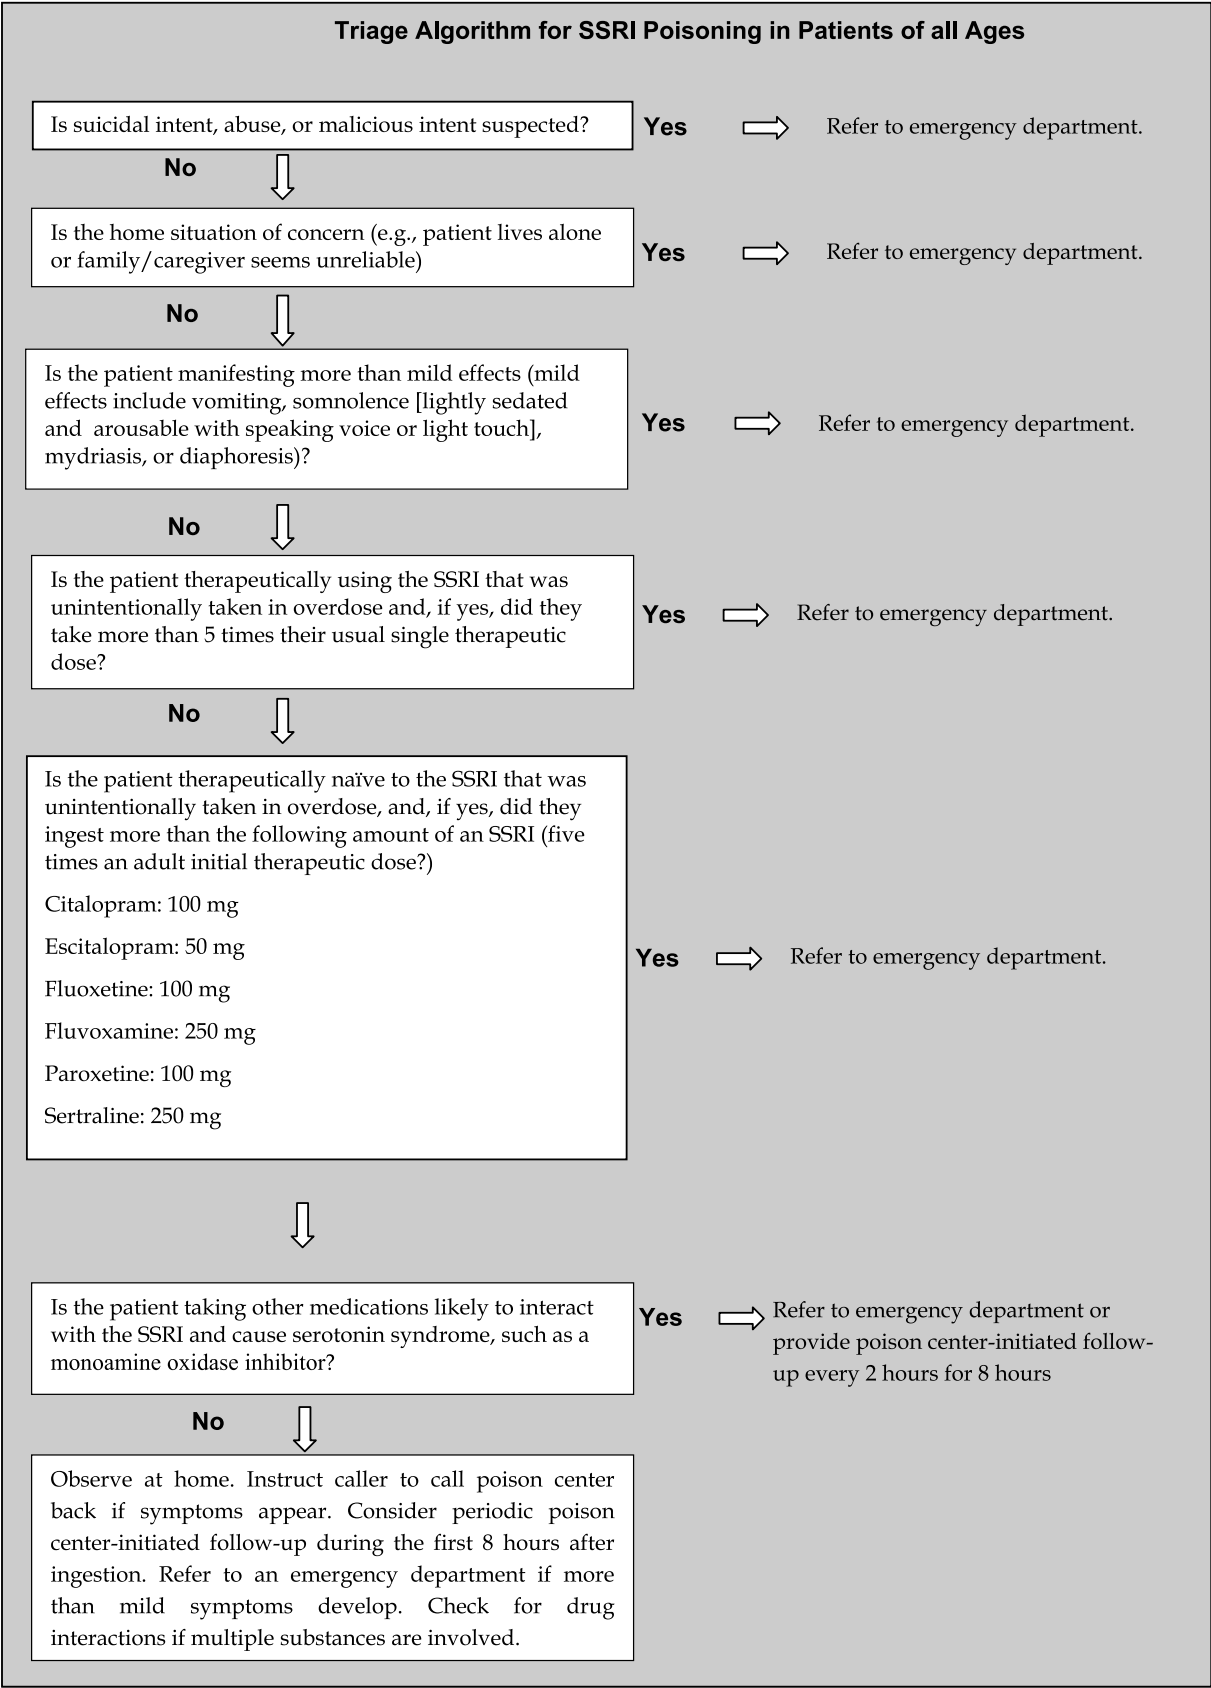 Triage Algorithm for SSRI Poisoning in Patients of all Ages
Is suicidal intent, abuse, or malicious intent suspected?
Yes
Refer to emergency department.
No
Is the home situation of concern (e.g., patient lives alone
or family/caregiver seems unreliable)
Yes
Refer to emergency department.
No
Is the patient manifesting more than mild effects (mild
effects include vomiting, somnolence [lightly sedated
and arousable with speaking voice or light touch],
mydriasis, or diaphoresis)?
Yes
Refer to emergency department.
No
Is the patient therapeutically using the SSRI that was
unintentionally taken in overdose and, if yes, did they
take more than 5 times their usual single therapeutic
dose?
Yes
Refer to emergency department.
No
Is the patient therapeutically naïve to the SSRI that was
unintentionally taken in overdose, and, if yes, did they
ingest more than the following amount of an SSRI (five
times an adult initial therapeutic dose?)
Citalopram: 100 mg
Escitalopram: 50 mg
Fluoxetine: 100 mg
Fluvoxamine: 250 mg
Paroxetine: 100 mg
Sertraline: 250 mg
Yes
Refer to emergency department.
Is the patient taking other medications likely to interact
with the SSRI and cause serotonin syndrome, such as a
monoamine oxidase inhibitor?
Yes
Refer to emergency department or
provide poison center-initiated follow-
up every 2 hours for 8 hours
No
Observe at home. Instruct caller to call poison center
back if symptoms appear. Consider periodic poison
center-initiated follow-up during the first 8 hours after
ingestion. Refer to an emergency department if more
than mild symptoms develop. Check for drug
interactions if multiple substances are involved.